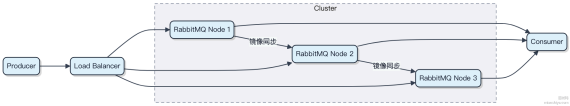 Cluster
RabbitMQ Node 1
镜像同步
Consumer
RabbitMQ Node 2
Producer
Load Balancer
镜像同步
RabbitMQ Node 3